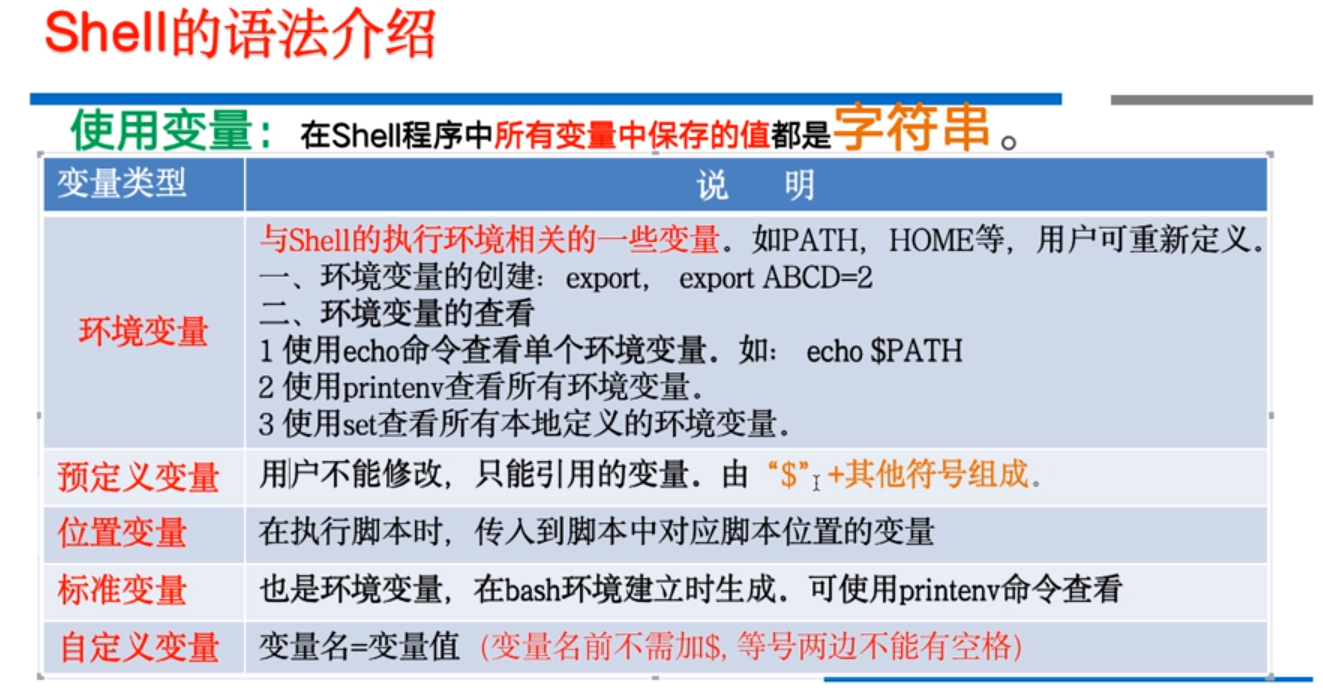 Shell的语法介绍
使用变量：在Shell程序中所有变量中保存的值都是字符串。
变量类型
说 明
环境变量
与Shell的执行环境相关的一些变量。如PATH，HOME等，用户可重新定义。
一、环境变量的创建：export， export ABCD=2
二、环境变量的查看
1 使用echo命令查看单个环境变量。如： echo $PATH
2 使用printenv查看所有环境变量。
3 使用set查看所有本地定义的环境变量。
预定义变量
用户不能修改，只能引用的变量。由“$”+其他符号组成。
位置变量
在执行脚本时，传入到脚本中对应脚本位置的变量
标准变量
也是环境变量，在bash环境建立时生成。可使用printenv命令查看
自定义变量
变量名=变量值（变量名前不需加$, 等号两边不能有空格）